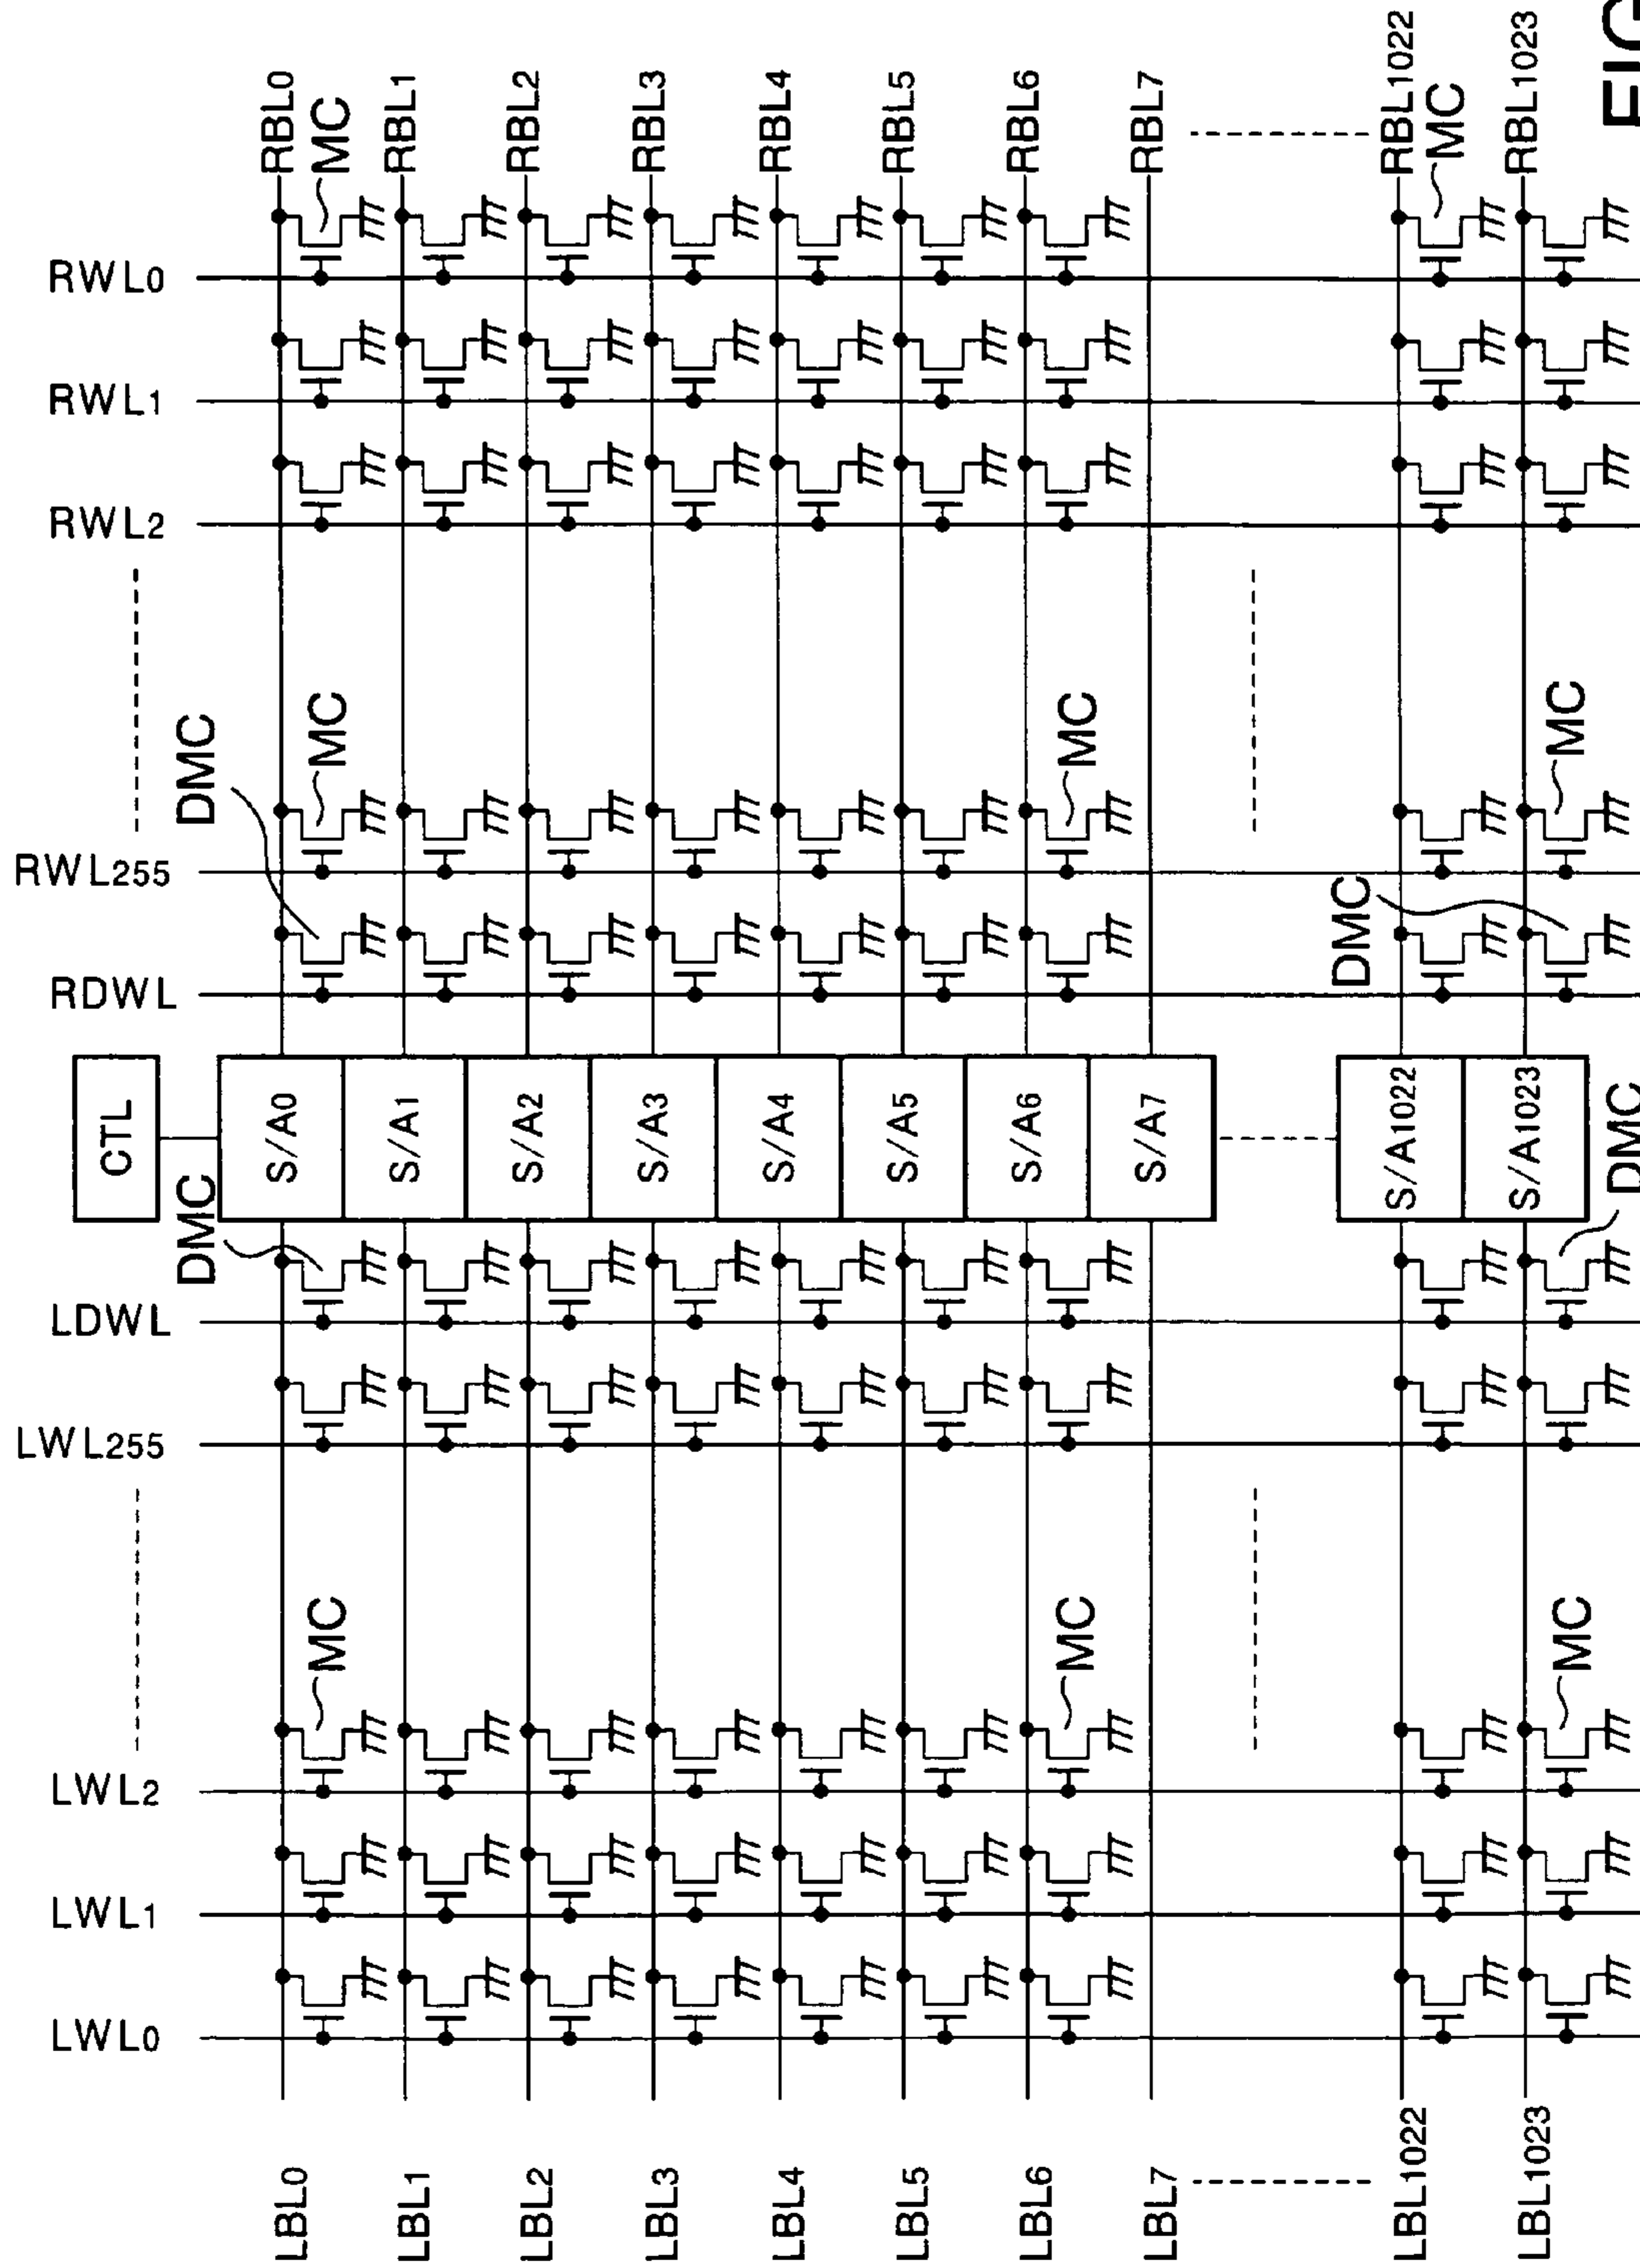 RBL0
RBL1
RBL2
RBL3
RBL4
RBL5
RBL6
RBL7
RBL1022
RBL1023
FIG
MC
MC
RWL0
RWL1
RWL2
DMC
MC
MC
MC
RWL255
DMC
RDWL
CTL
S/A0
S/A1
S/A2
S/A3
S/A4
S/A5
S/A6
S/A7
S/A1022
S/A1023
DMC
DMC
LDWL
LWL255
MC
MC
MC
LWL2
LWL1
LWL0
LBL0
LBL1
LBL2
LBL3
LBL4
LBL5
LBL6
LBL7
LBL1022
LBL1023